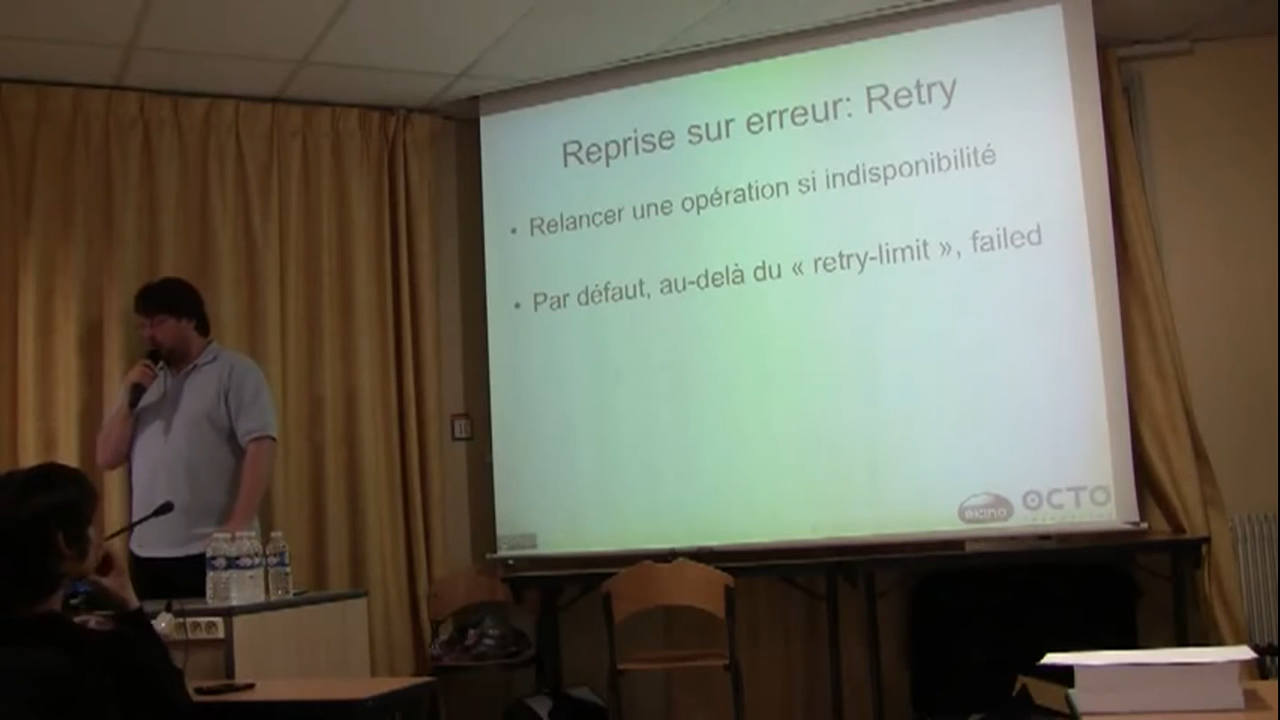 Reprise sur erreur: Retry
• Relancer une opération si indisponibilité
• Par défaut, au-delà du « retry-limit », failed
OCTO